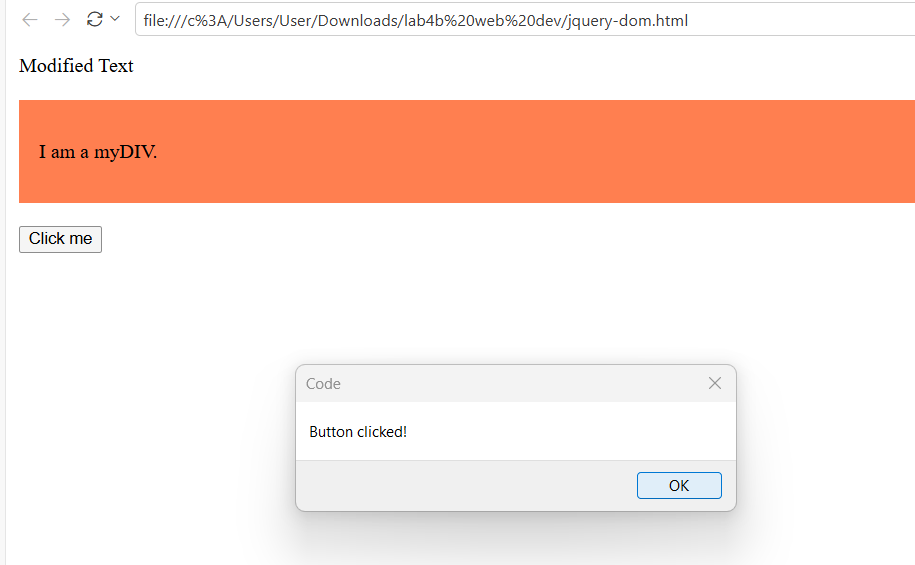 file:///c%3A/Users/User/Downloads/lab4b%20web%20dev/jquery-dom.html
Modified Text
I am a myDIV.
Click me
Code
Button clicked!
OK